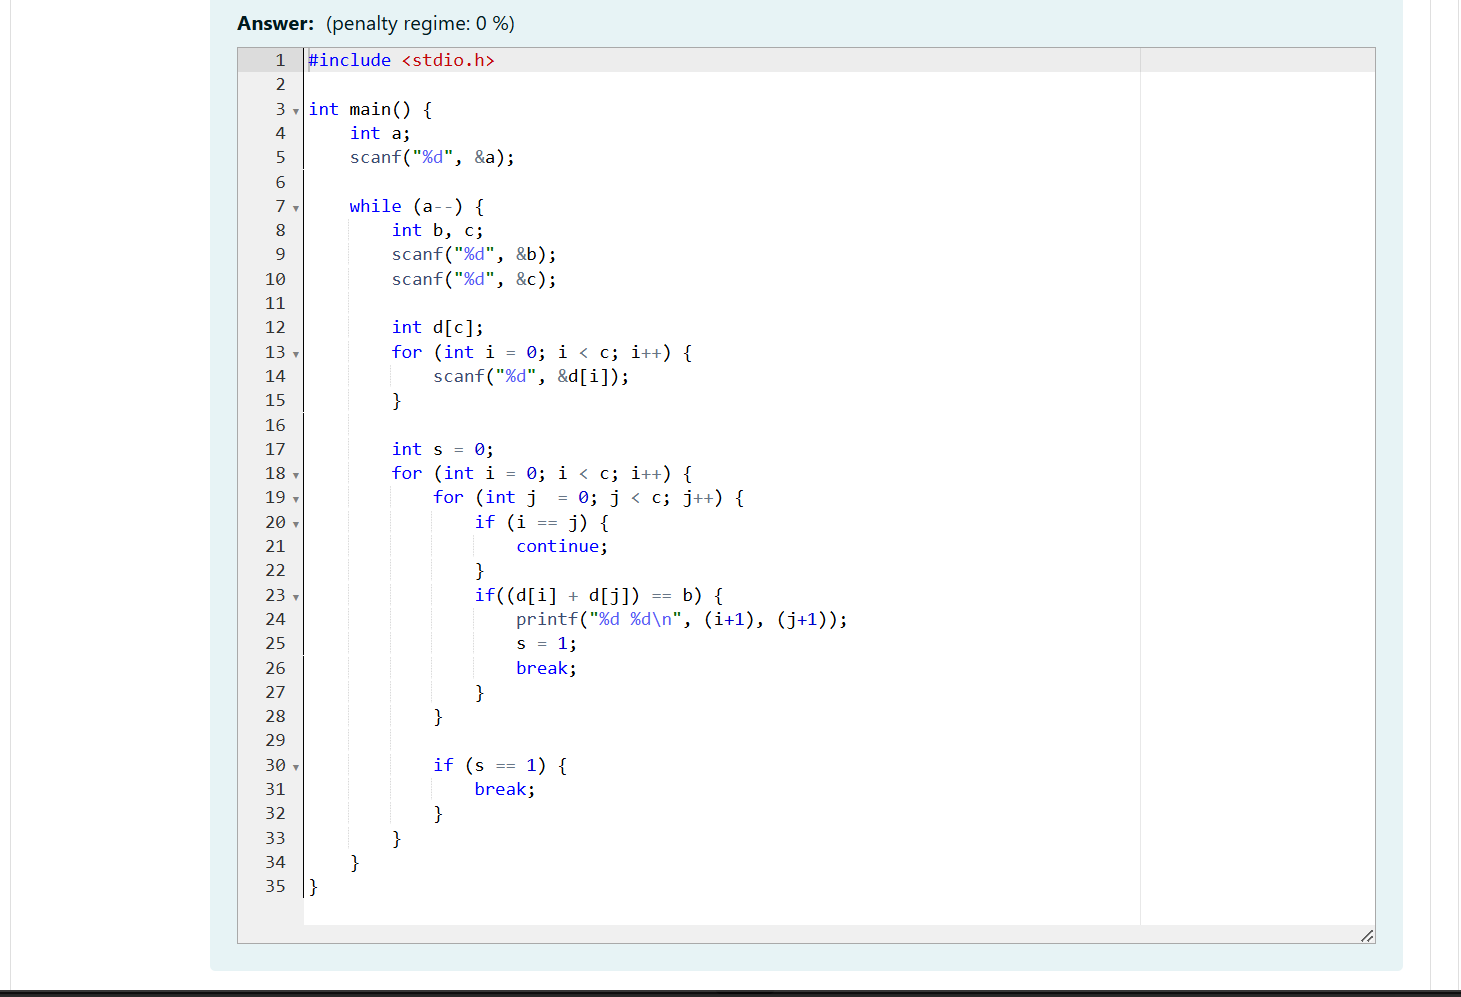 Answer: (penalty regime: 0 %)
1 #include <stdio.h>
2
3 int main() {
4     int a;
5     scanf("%d", &a);
6
7     while (a--) {
8         int b, c;
9         scanf("%d", &b);
10         scanf("%d", &c);
11
12         int d[c];
13         for (int i = 0; i < c; i++) {
14             scanf("%d", &d[i]);
15         }
16
17         int s = 0;
18         for (int i = 0; i < c; i++) {
19             for (int j  = 0; j < c; j++) {
20                 if (i == j) {
21                     continue;
22                 }
23                 if((d[i] + d[j]) == b) {
24                     printf("%d %d\n", (i+1), (j+1));
25                     s = 1;
26                     break;
27                 }
28             }
29
30             if (s == 1) {
31                 break;
32             }
33         }
34     }
35 }